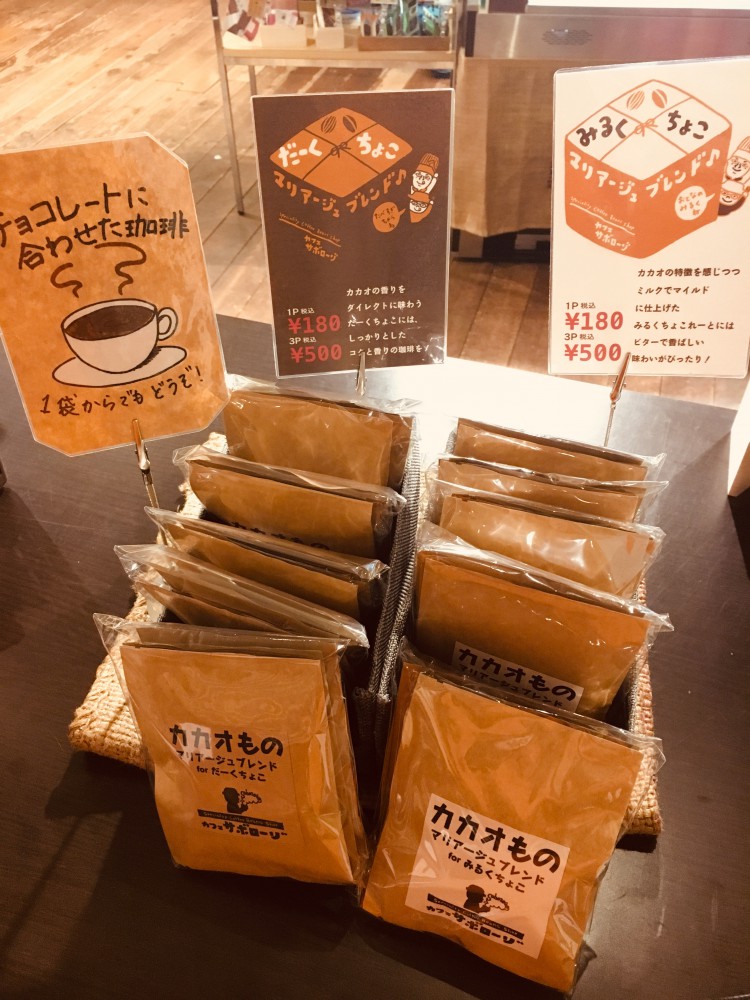 チョコレートに
合わせた珈琲
1袋からでもどうぞ!
だーく ちょこ
マリアージュ ブレンド♪
カフェ
サボローゾ
1P 税込
¥180
3P 税込
¥500
カカオの香りを
ダイレクトに味わう
だーくちょこには、
しっかりとした
コクと香りの珈琲を
みるく ちょこ
マリアージュ ブレンド♪
カフェ
サボローゾ
1P 税込
¥180
3P 税込
¥500
カカオの特徴を感じつつ
ミルクでマイルド
に仕上げた
みるくちょこれーとには
ビターで香ばしい
味わいがぴったり!
カカオもの
マリアージュブレンド
カカオもの
マリアージュブレンド
for だーくちょこ
カフェ サボローゾ
カカオもの
マリアージュブレンド
for みるくちょこ
カフェ サボローゾ